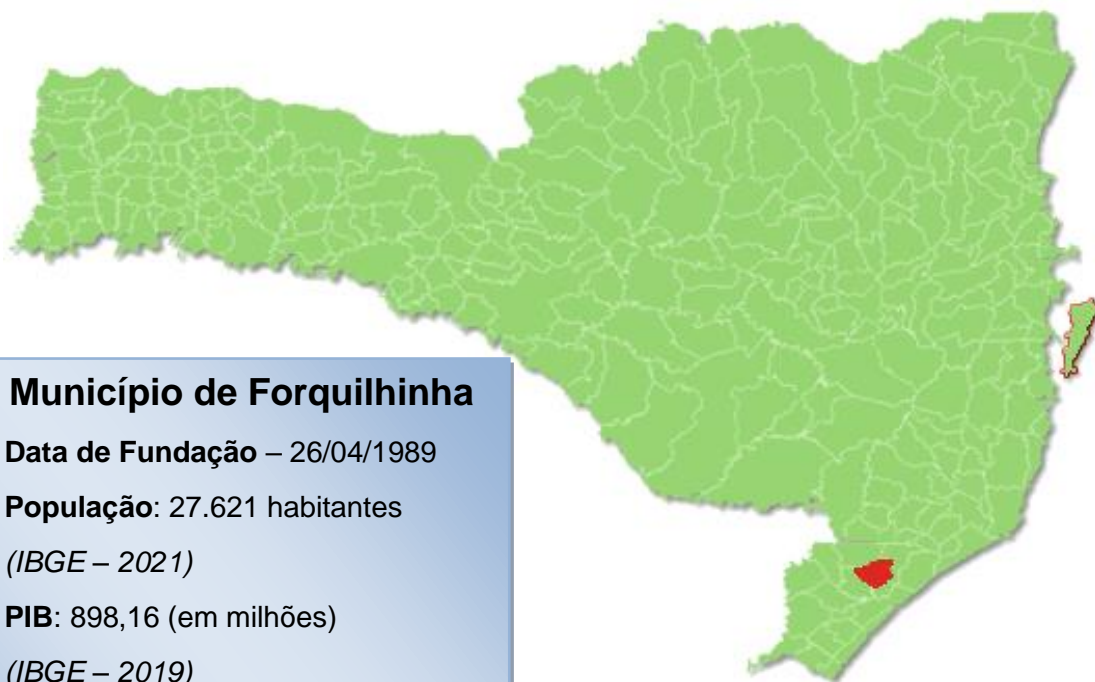 Município de Forquilhinha
Data de Fundação – 26/04/1989
População: 27.621 habitantes
(IBGE – 2021)
PIB: 898,16 (em milhões)
(IBGE – 2019)